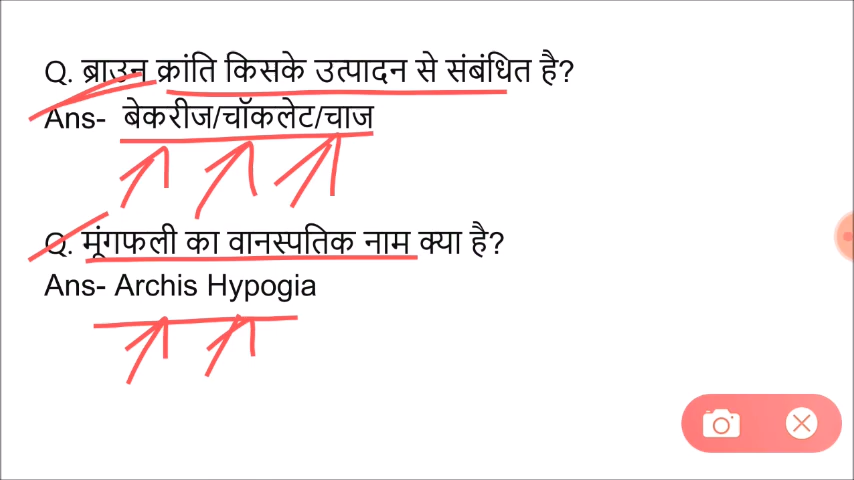 Q. ब्राउन क्रांति किसके उत्पादन से संबंधित है?
Ans- बेकरीज/चॉकलेट/चाज
Q. मूंगफली का वानस्पतिक नाम क्या है?
Ans- Archis Hypogia